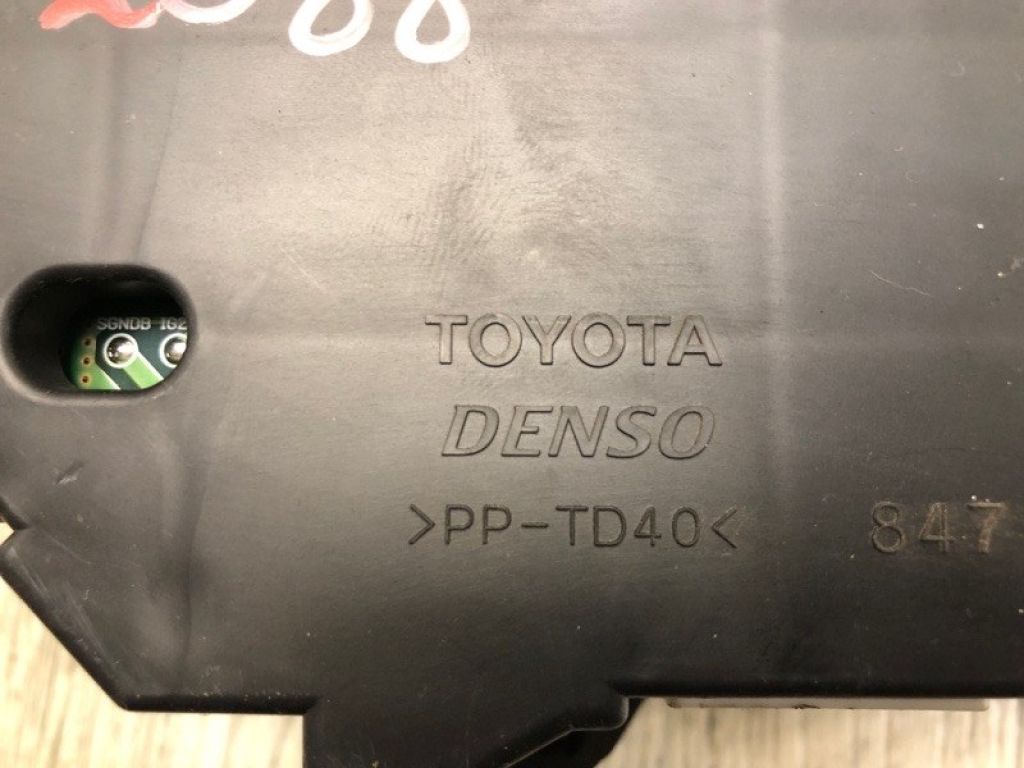 SGNDB IG2
TOYOTA
DENSO
>PP-TD40<
847